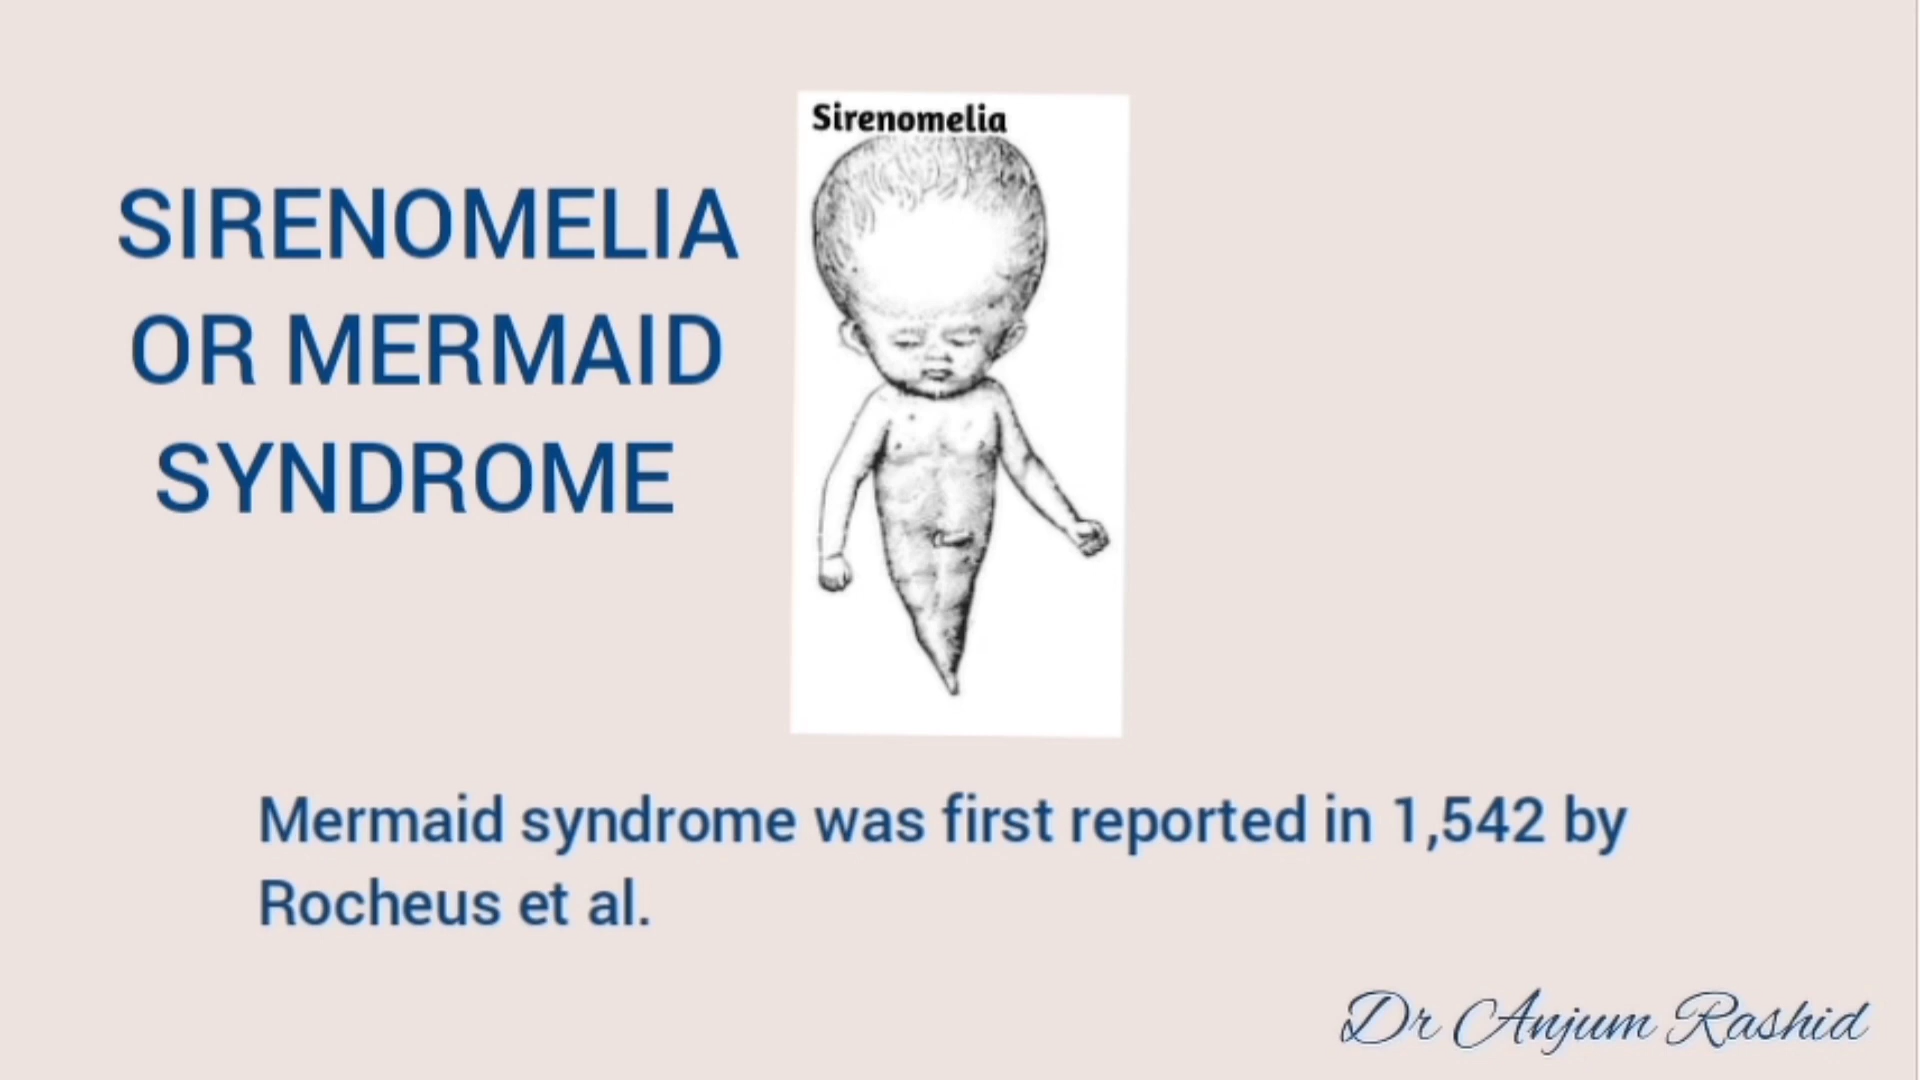 Sirenomelia
SIRENOMELIA
OR MERMAID
SYNDROME
Mermaid syndrome was first reported in 1,542 by
Rocheus et al.
Dr Anjum Rashid